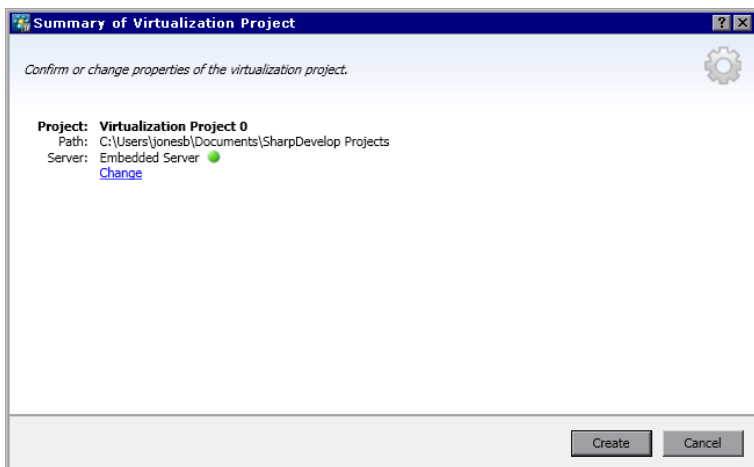 Summary of Virtualization Project
Confirm or change properties of the virtualization project.
Project: Virtualization Project 0
Path: C:\Users\jonesb\Documents\SharpDevelop Projects
Server: Embedded Server
Change
Create Cancel